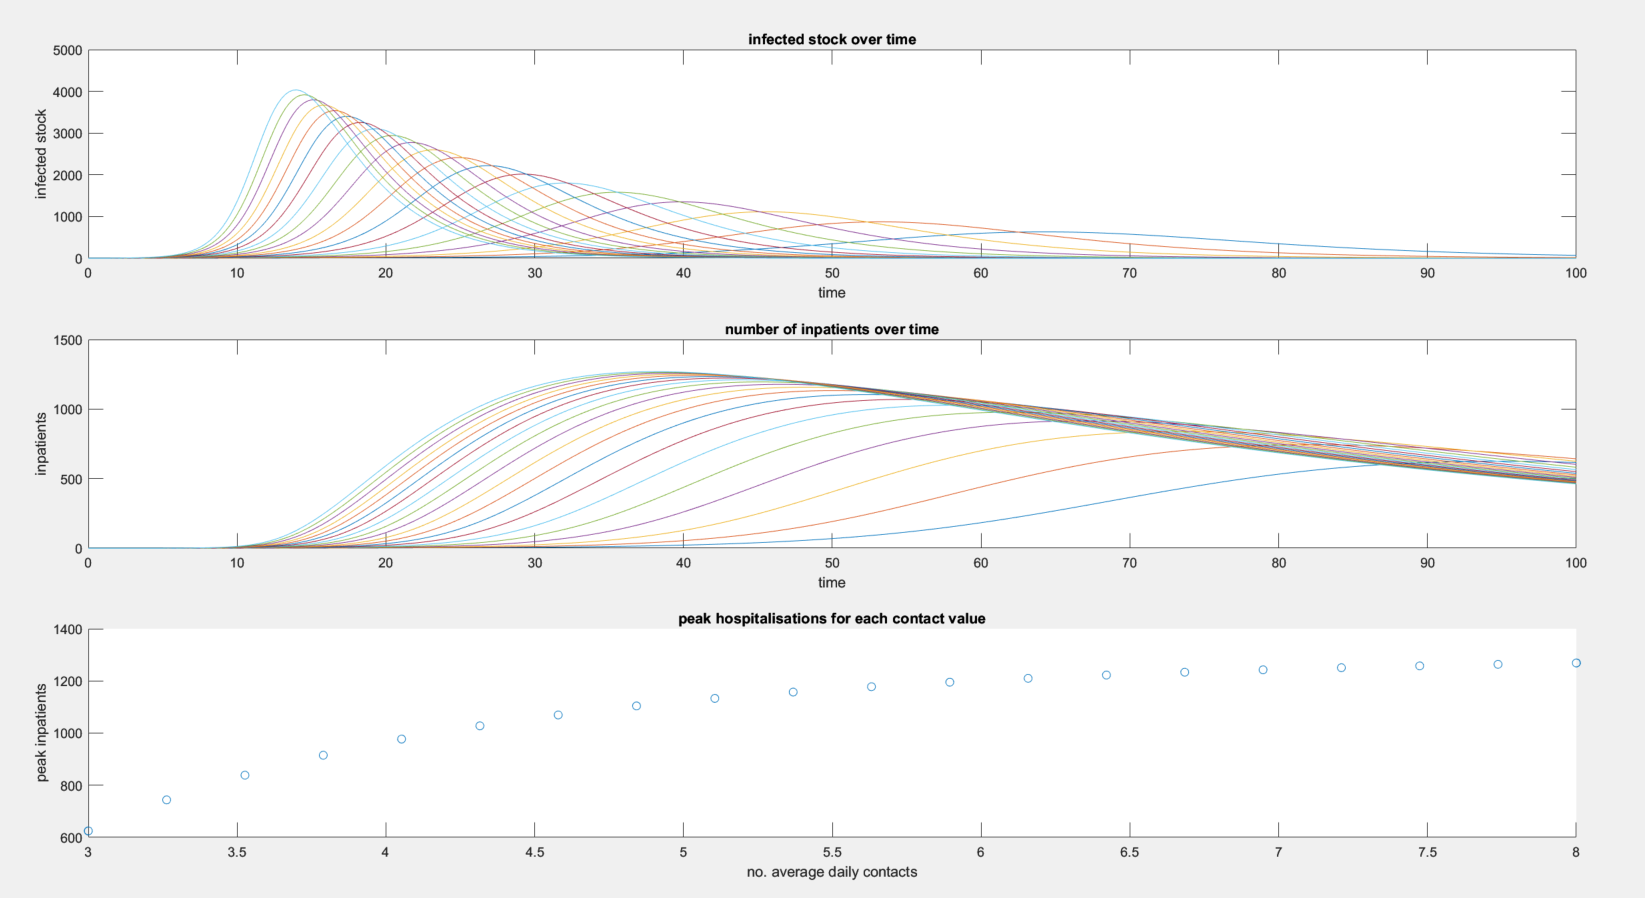 infected stock over time
5000
4000
3000
2000
1000
0
infected stock
0 10 20 30 40 50 60 70 80 90 100
time
number of inpatients over time
1500
1000
500
0
inpatients
0 10 20 30 40 50 60 70 80 90 100
time
peak hospitalisations for each contact value
1400
1200
1000
800
600
peak inpatients
3 3.5 4 4.5 5 5.5 6 6.5 7 7.5 8
no. average daily contacts